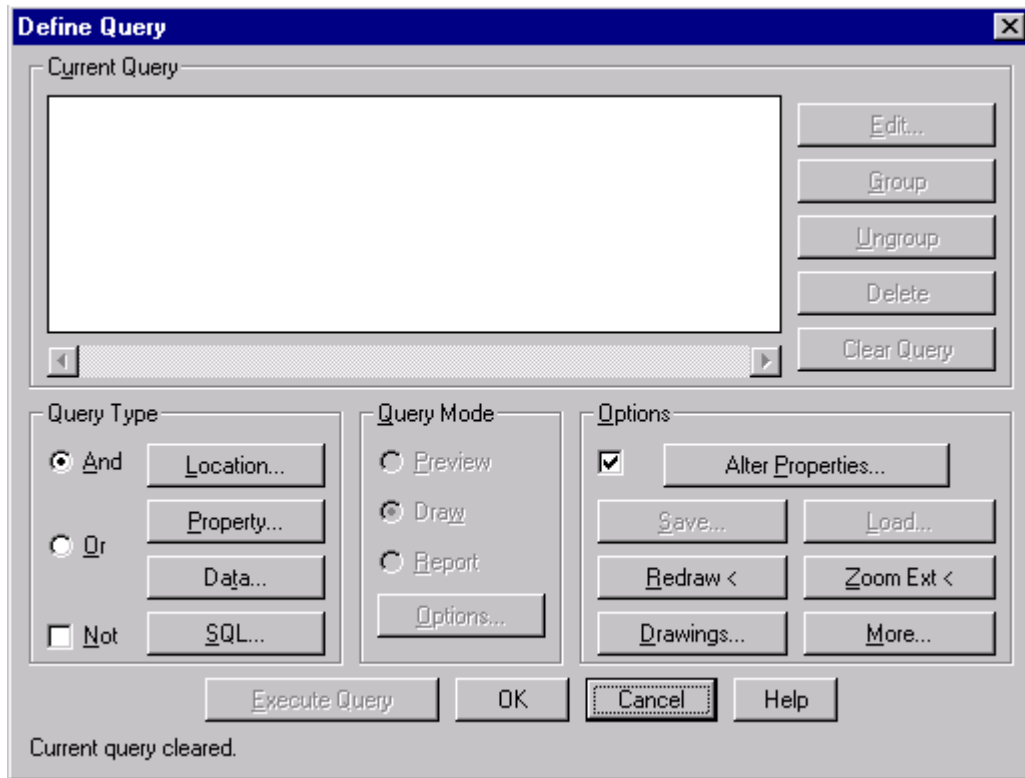 Define Query
Current Query
Edit...
Group
Ungroup
Delete
Clear Query
Query Type
And
Location...
Property...
Or
Data...
Not
SQL...
Query Mode
Preview
Draw
Report
Options...
Options
Alter Properties...
Save...
Load...
Redraw <
Zoom Ext <
Drawings...
More...
Execute Query
OK
Cancel
Help
Current query cleared.